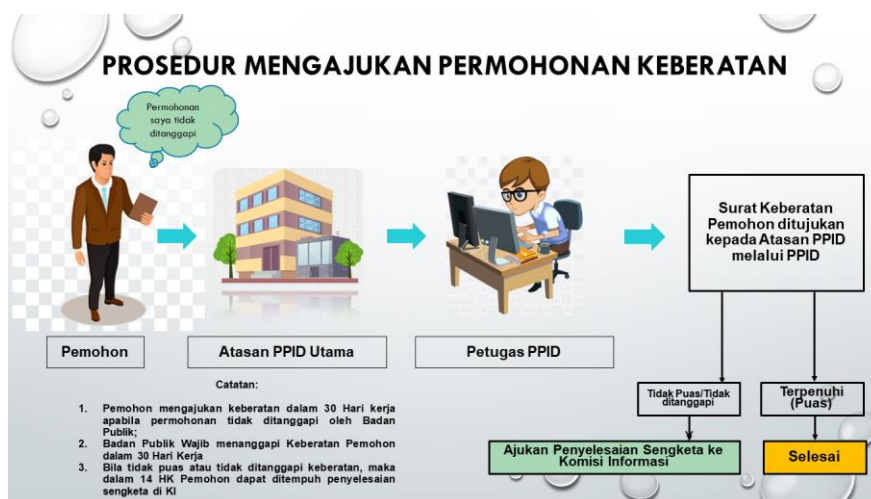 PROSEDUR MENGAJUKAN PERMOHONAN KEBERATAN
Permohonan
saya tidak
ditanggapi
Surat Keberatan
Pemohon ditujukan
kepada Atasan PPID
melalui PPID
Pemohon
Atasan PPID Utama
Petugas PPID
Catatan:
1. Pemohon mengajukan keberatan dalam 30 Hari kerja
apabila permohonan tidak ditanggapi oleh Badan
Publik;
2. Badan Publik Wajib menanggapi Keberatan Pemohon
dalam 30 Hari Kerja
3. Bila tidak puas atau tidak ditanggapi keberatan, maka
dalam 14 HK Pemohon dapat ditempuh penyelesaian
sengketa di KI
Tidak Puas/Tidak
ditanggapi
Terpenuhi
(Puas)
Ajukan Penyelesaian Sengketa ke
Komisi Informasi
Selesai